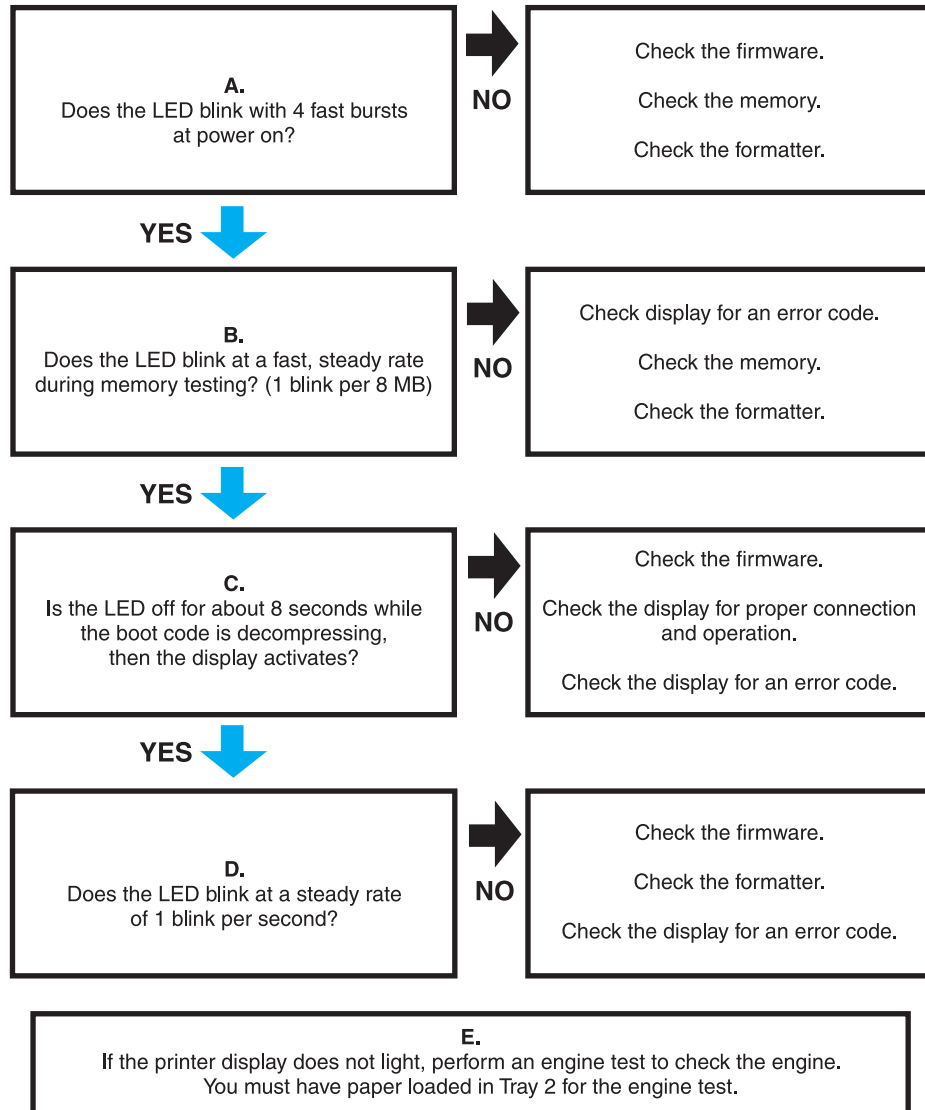 A.
Does the LED blink with 4 fast bursts
at power on?
NO
Check the firmware.
Check the memory.
Check the formatter.
YES
B.
Does the LED blink at a fast, steady rate
during memory testing? (1 blink per 8 MB)
NO
Check display for an error code.
Check the memory.
Check the formatter.
YES
C.
Is the LED off for about 8 seconds while
the boot code is decompressing,
then the display activates?
NO
Check the firmware.
Check the display for proper connection
and operation.
Check the display for an error code.
YES
D.
Does the LED blink at a steady rate
of 1 blink per second?
NO
Check the firmware.
Check the formatter.
Check the display for an error code.
E.
If the printer display does not light, perform an engine test to check the engine.
You must have paper loaded in Tray 2 for the engine test.